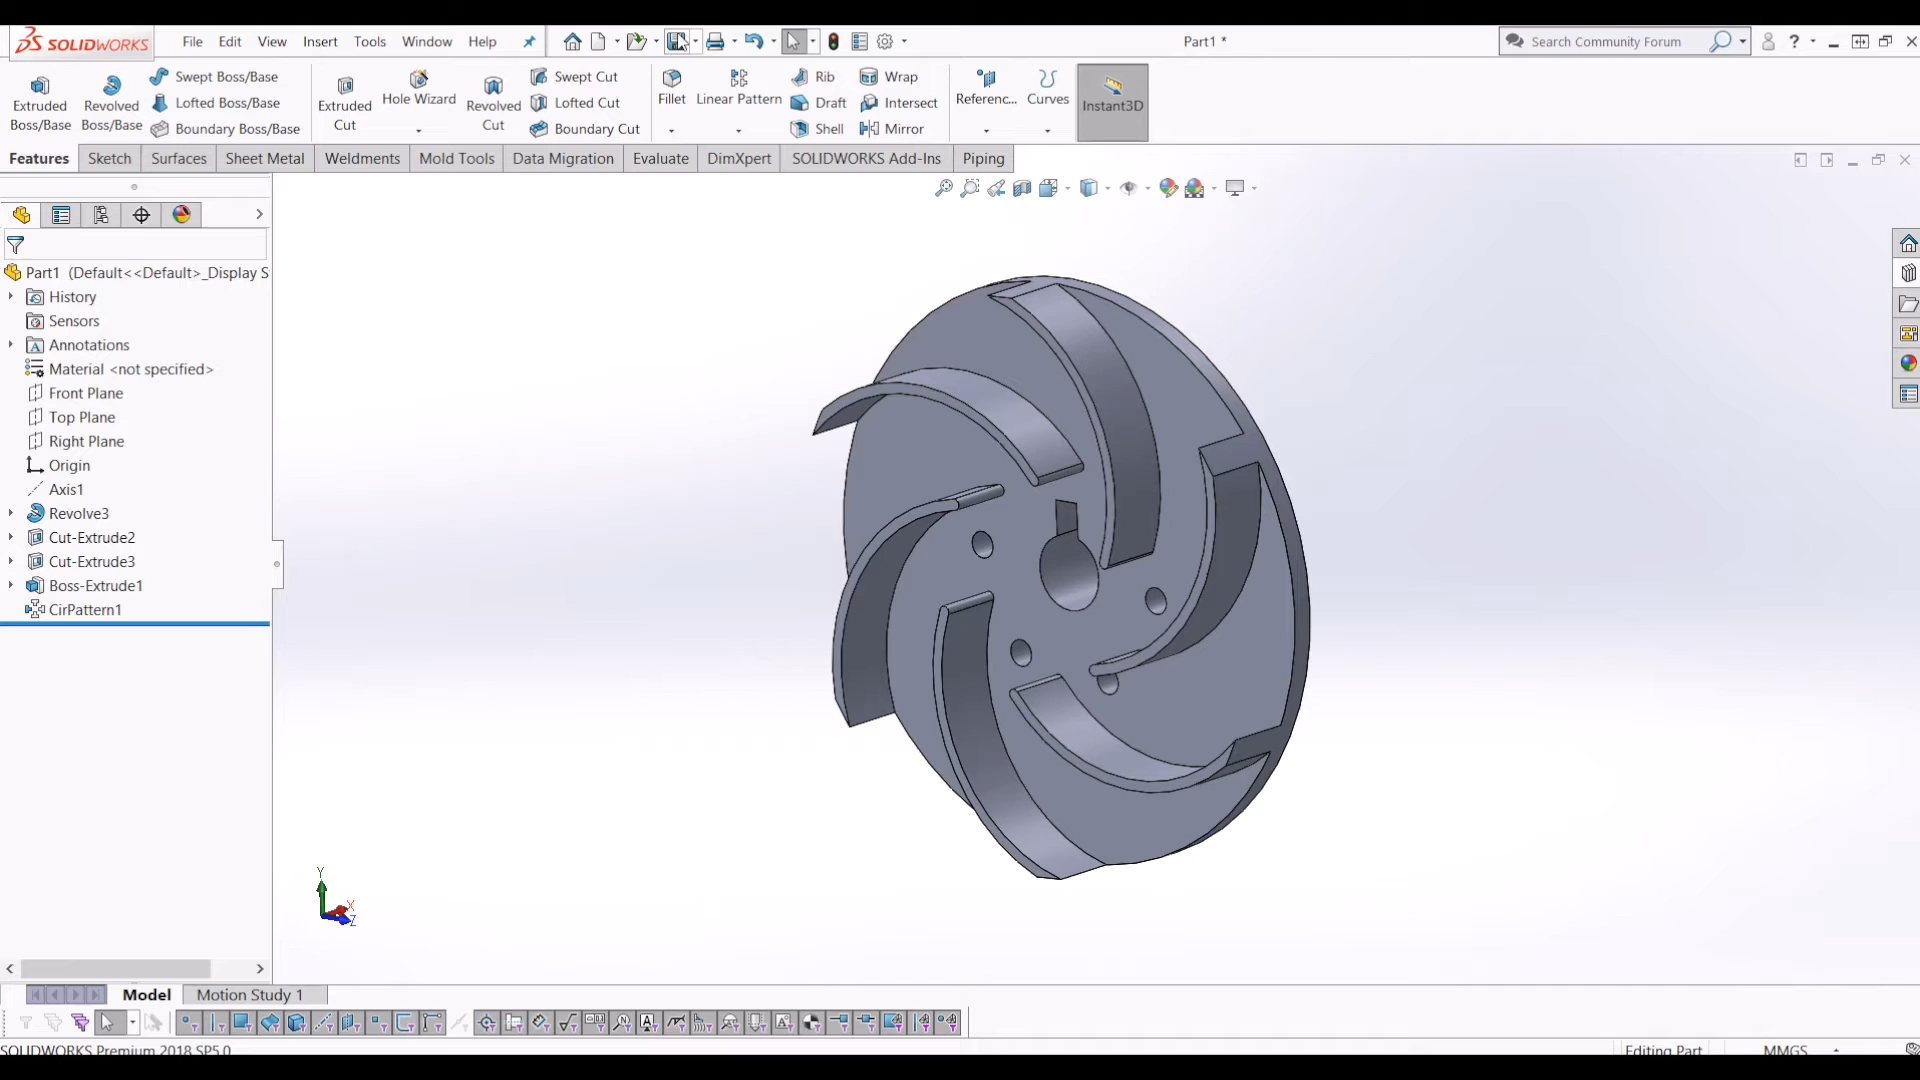 SOLIDWORKS File Edit View Insert Tools Window Help Part1 * Search Community Forum ?
Extruded Boss/Base
Revolved Boss/Base
Swept Boss/Base
Lofted Boss/Base
Boundary Boss/Base
Extruded Cut
Hole Wizard
Revolved Cut
Swept Cut
Lofted Cut
Boundary Cut
Fillet
Linear Pattern
Rib
Draft
Shell
Wrap
Intersect
Mirror
Referenc...
Curves
Instant3D
Features Sketch Surfaces Sheet Metal Weldments Mold Tools Data Migration Evaluate DimXpert SOLIDWORKS Add-Ins Piping
Part1 (Default<<Default>_Display S
History
Sensors
Annotations
Material <not specified>
Front Plane
Top Plane
Right Plane
Origin
Axis1
Revolve3
Cut-Extrude2
Cut-Extrude3
Boss-Extrude1
CirPattern1
Y
X
Z
Model Motion Study 1
SOLIDWORKS Premium 2018 SP5.0 Editing Part MMGS